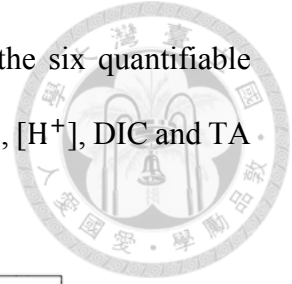 the six quantifiable
, [H⁺], DIC and TA